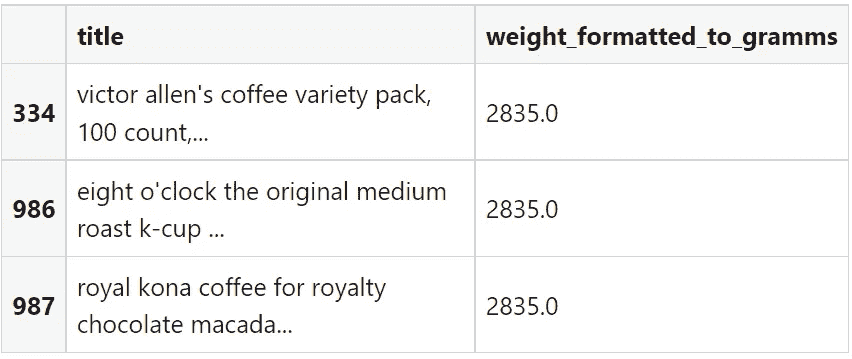 title weight_formatted_to_gramms
334 victor allen's coffee variety pack, 100 count,... 2835.0
986 eight o'clock the original medium roast k-cup ... 2835.0
987 royal kona coffee for royalty chocolate macada... 2835.0